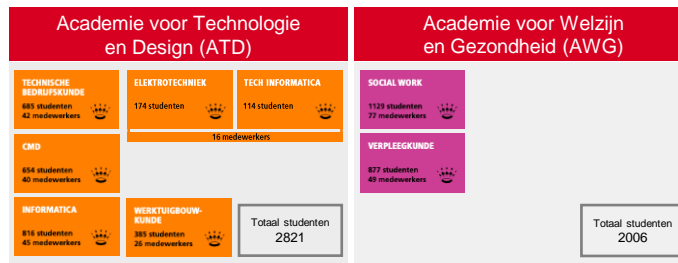 Academie voor Technologie
en Design (ATD)
TECHNISCHE
BEDRIJFSKUNDE
685 studenten
42 medewerkers
ELEKTROTECHNIEK
174 studenten
TECH INFORMATICA
114 studenten
16 medewerkers
CMD
654 studenten
40 medewerkers
INFORMATICA
816 studenten
45 medewerkers
WERKTUIGBOUW-
KUNDE
385 studenten
26 medewerkers
Totaal studenten
2821
Academie voor Welzijn
en Gezondheid (AWG)
SOCIAL WORK
1129 studenten
77 medewerkers
VERPLEEGKUNDE
877 studenten
49 medewerkers
Totaal studenten
2006